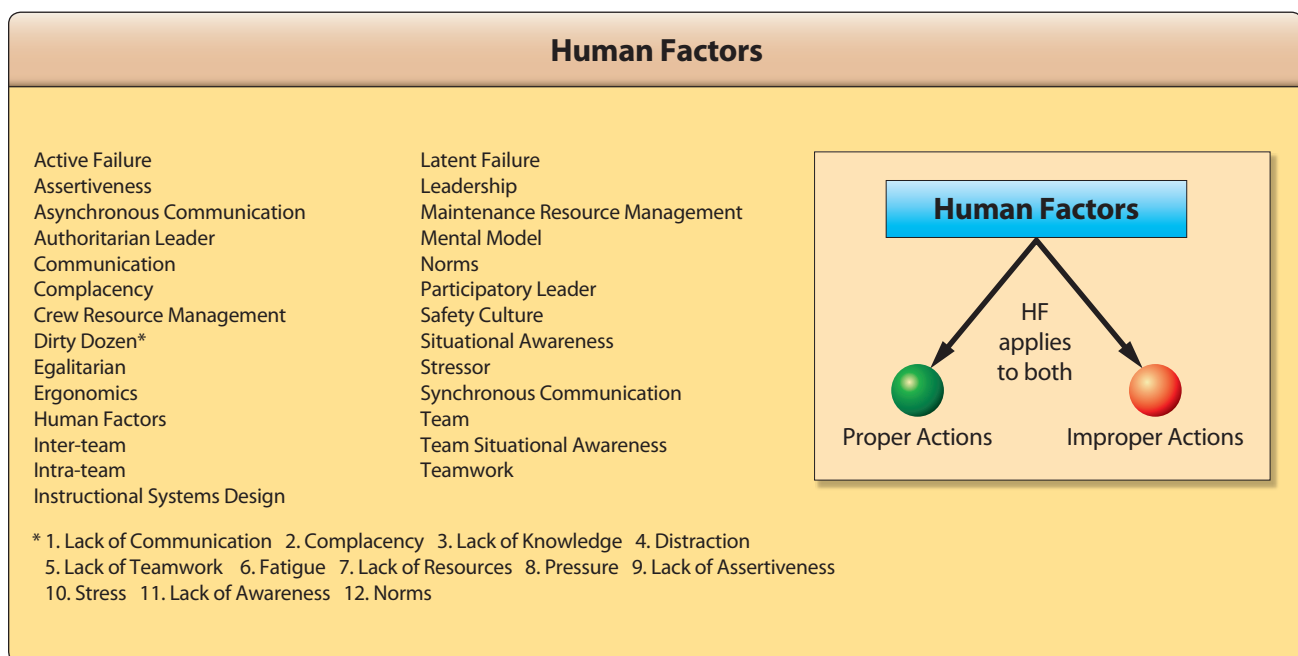 Human Factors
Active Failure
Assertiveness
Asynchronous Communication
Authoritarian Leader
Communication
Complacency
Crew Resource Management
Dirty Dozen*
Egalitarian
Ergonomics
Human Factors
Inter-team
Intra-team
Instructional Systems Design
Latent Failure
Leadership
Maintenance Resource Management
Mental Model
Norms
Participatory Leader
Safety Culture
Situational Awareness
Stressor
Synchronous Communication
Team
Team Situational Awareness
Teamwork
Human Factors
HF
applies
to both
Proper Actions
Improper Actions
* 1. Lack of Communication 2. Complacency 3. Lack of Knowledge 4. Distraction
5. Lack of Teamwork 6. Fatigue 7. Lack of Resources 8. Pressure 9. Lack of Assertiveness
10. Stress 11. Lack of Awareness 12. Norms